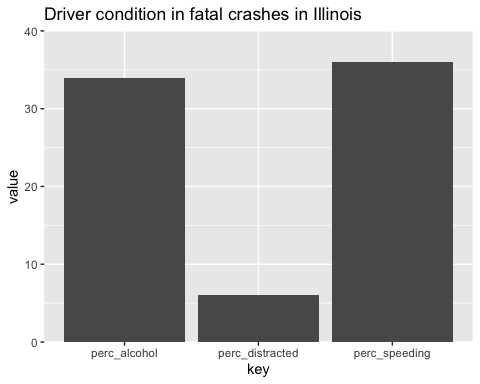 Driver condition in fatal crashes in Illinois
40
30
20
10
0
value
perc_alcohol perc_distracted perc_speeding
key